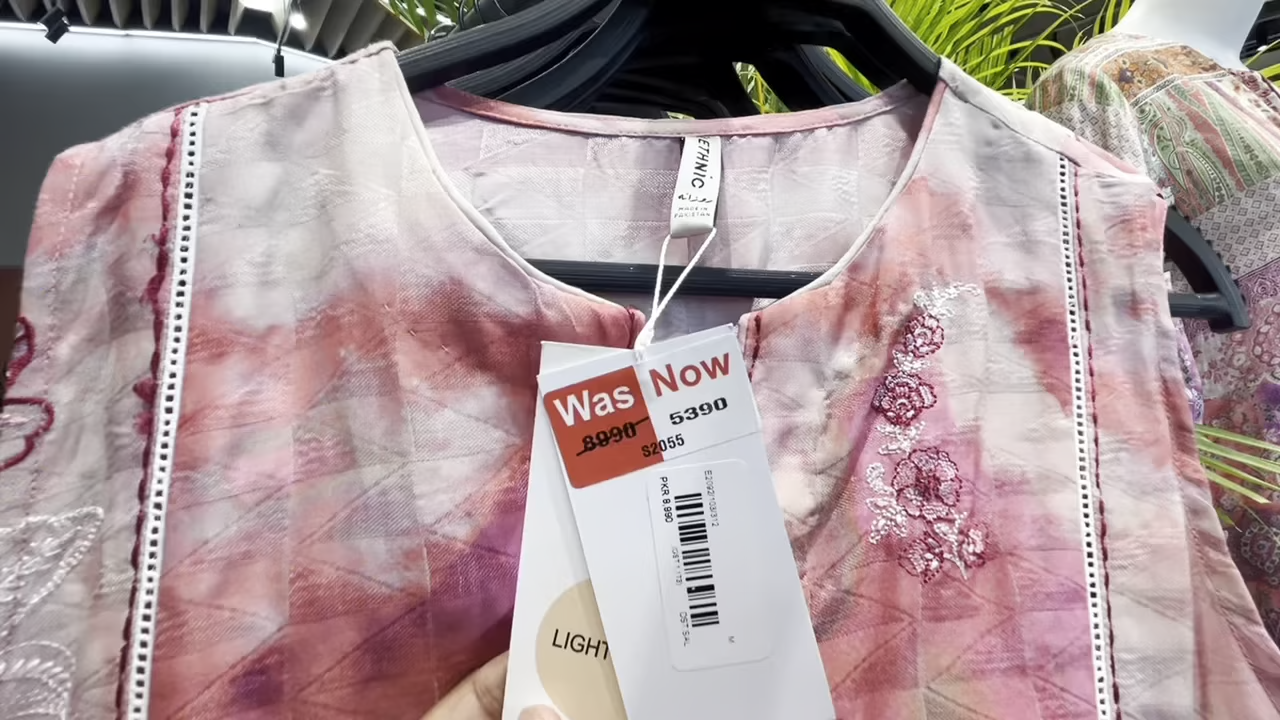 ETHNIC
MADE IN
PAKISTAN
Was Now
8990 5390
S2055
PKR 8,990
M
LIGHT